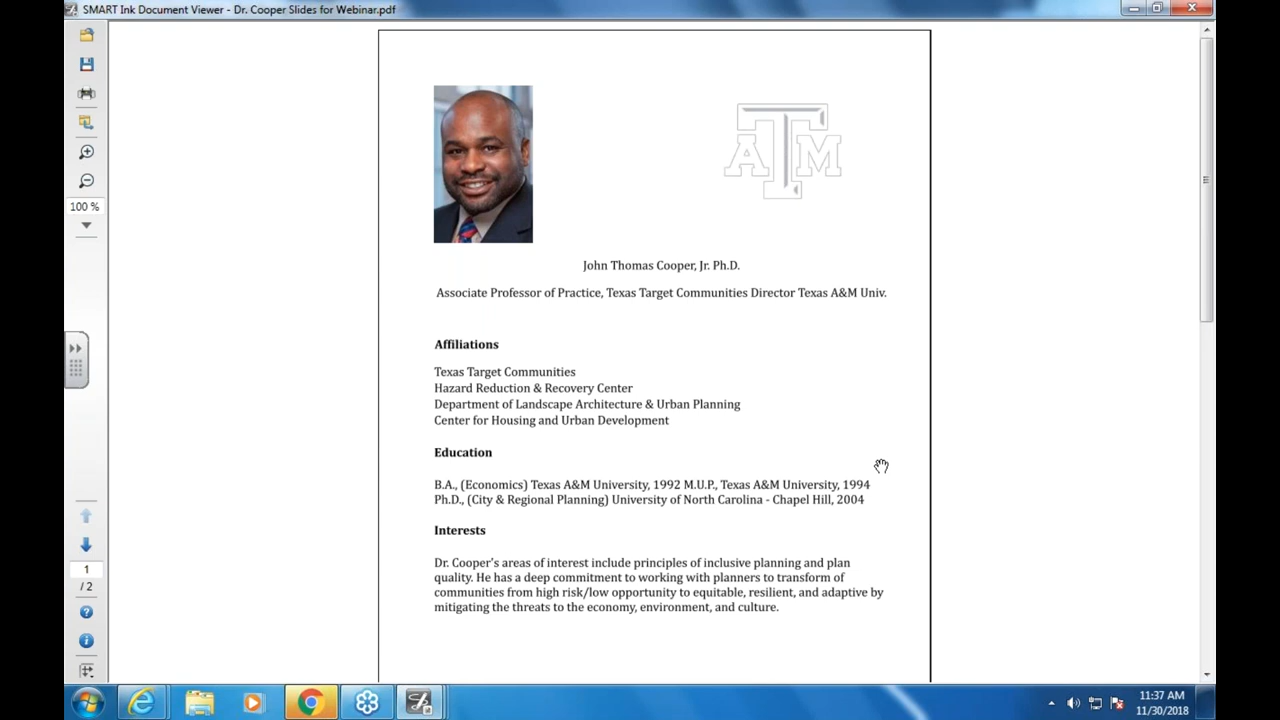 SMART Ink Document Viewer - Dr. Cooper Slides for Webinar.pdf
ATM
John Thomas Cooper, Jr. Ph.D.
Associate Professor of Practice, Texas Target Communities Director Texas A&M Univ.
Affiliations
Texas Target Communities
Hazard Reduction & Recovery Center
Department of Landscape Architecture & Urban Planning
Center for Housing and Urban Development
Education
B.A., (Economics) Texas A&M University, 1992 M.U.P., Texas A&M University, 1994
Ph.D., (City & Regional Planning) University of North Carolina - Chapel Hill, 2004
Interests
Dr. Cooper's areas of interest include principles of inclusive planning and plan
quality. He has a deep commitment to working with planners to transform of
communities from high risk/low opportunity to equitable, resilient, and adaptive by
mitigating the threats to the economy, environment, and culture.
100 %
1
/ 2
11:37 AM
11/30/2018